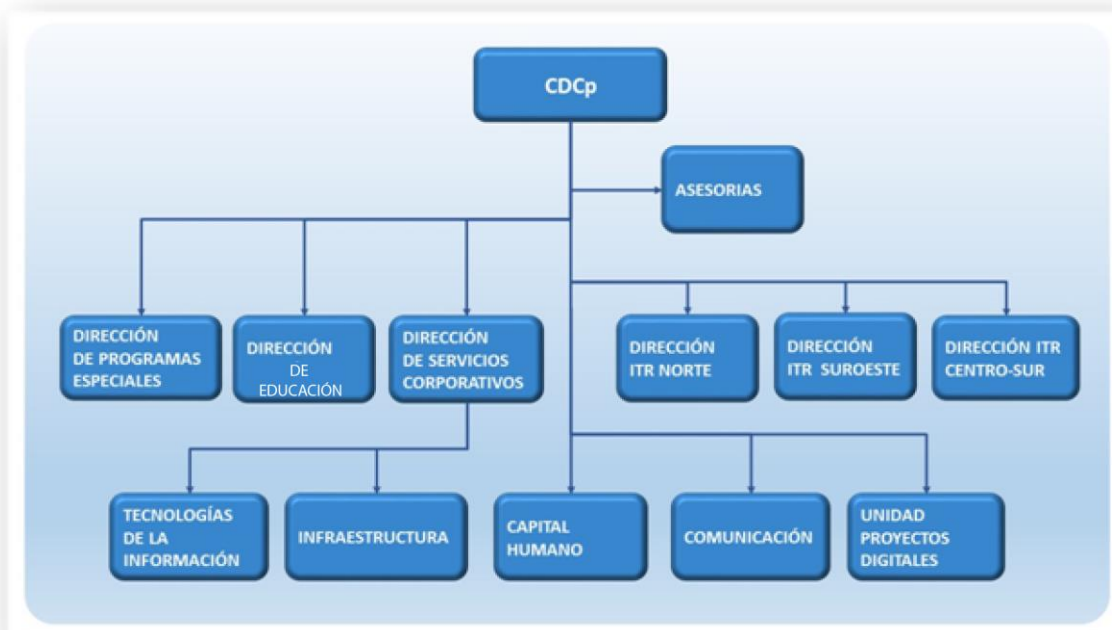 CDCp
ASESORIAS
DIRECCIÓN
DE PROGRAMAS
ESPECIALES
DIRECCIÓN
DE
EDUCACIÓN
DIRECCIÓN
DE SERVICIOS
CORPORATIVOS
DIRECCIÓN
ITR NORTE
DIRECCIÓN
ITR SUROESTE
DIRECCIÓN ITR
CENTRO-SUR
TECNOLOGÍAS
DE LA
INFORMACIÓN
INFRAESTRUCTURA
CAPITAL
HUMANO
COMUNICACIÓN
UNIDAD
PROYECTOS
DIGITALES